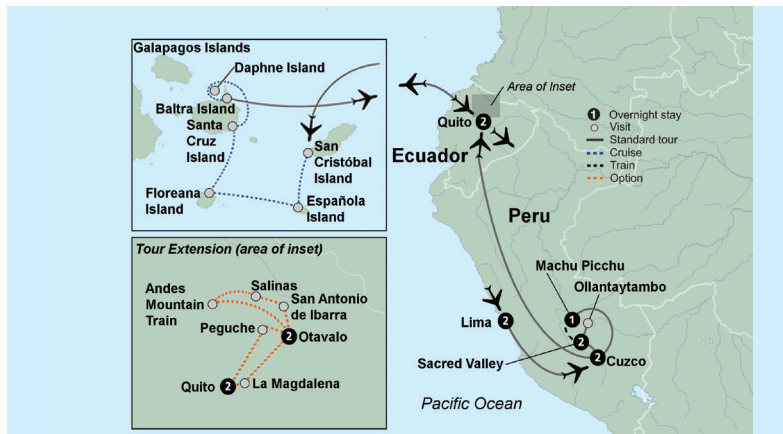 Galapagos Islands
Daphne Island
Baltra Island
Santa
Cruz
Island
San
Cristóbal
Island
Floreana
Island
Española
Island
Tour Extension (area of inset)
Andes
Mountain
Train
Salinas
San Antonio
de Ibarra
Peguche
2
Otavalo
Quito
2
La Magdalena
Area of Inset
Quito
2
Ecuador
1
Overnight stay
Visit
Standard tour
Cruise
Train
Option
Peru
Machu Picchu
Ollantaytambo
1
Lima
2
2
Sacred Valley
2
Cuzco
Pacific Ocean